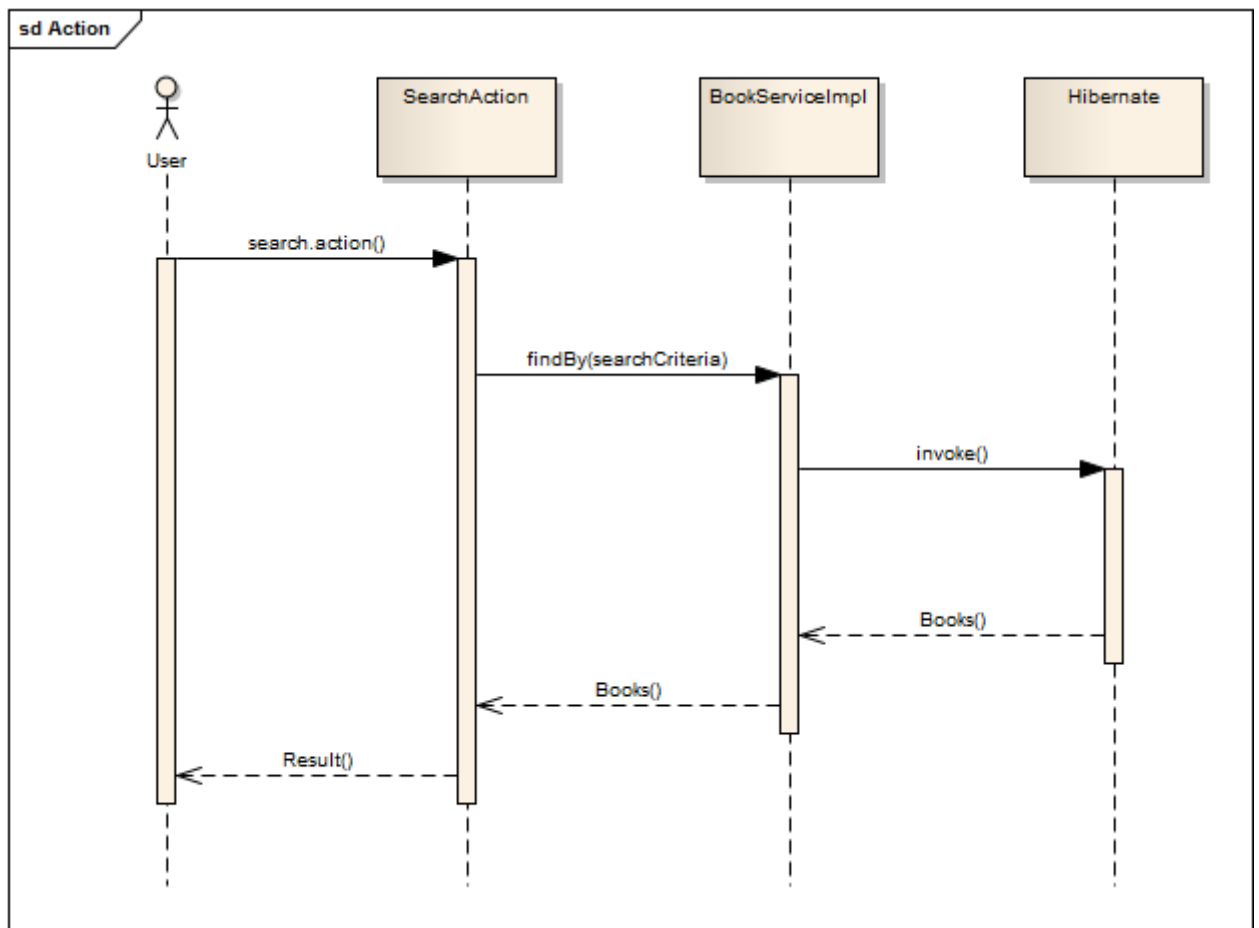 sd Action
User
SearchAction
BookServiceImpl
Hibernate
search.action()
findBy(searchCriteria)
invoke()
Books()
Books()
Result()